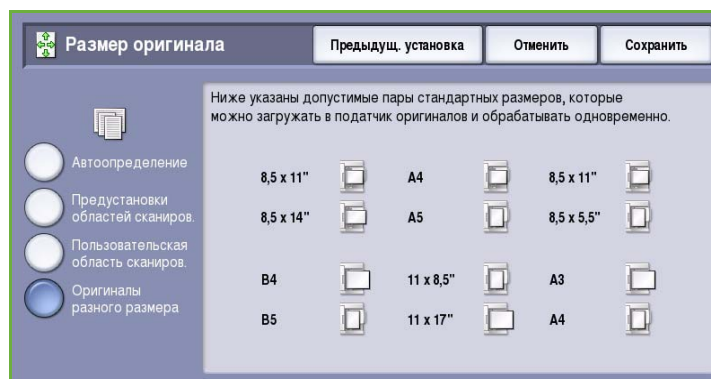 Размер оригинала
Предыдущ. установка
Отменить
Сохранить
Ниже указаны допустимые пары стандартных размеров, которые
можно загружать в податчик оригиналов и обрабатывать одновременно.
Автоопределение
Предустановки
областей сканиров.
Пользовательская
область сканиров.
Оригиналы
разного размера
8,5 x 11" A4 8,5 x 11"
8,5 x 14" A5 8,5 x 5,5"
B4 11 x 8,5" A3
B5 11 x 17" A4